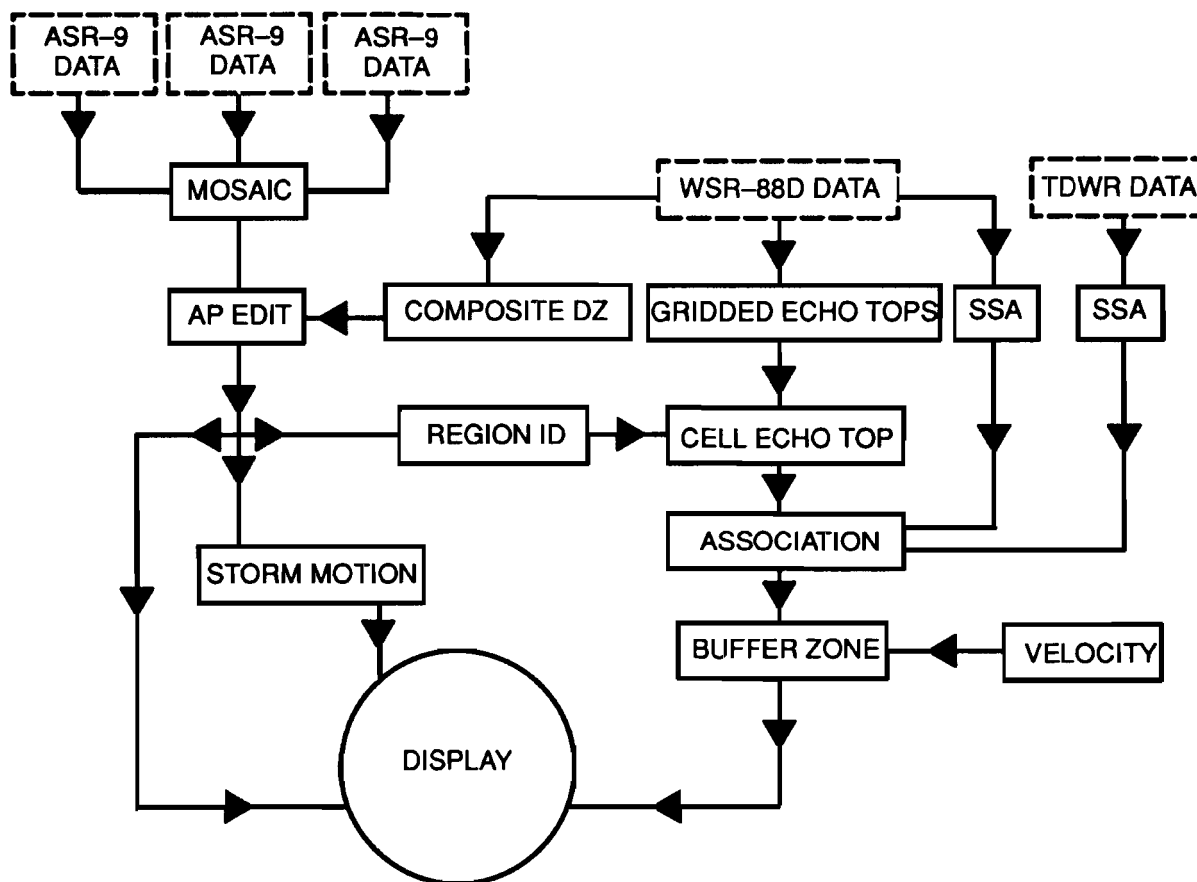 ASR–9
DATA
ASR–9
DATA
ASR–9
DATA
MOSAIC
WSR–88D DATA
TDWR DATA
AP EDIT
COMPOSITE DZ
GRIDDED ECHO TOPS
SSA
SSA
REGION ID
CELL ECHO TOP
ASSOCIATION
STORM MOTION
BUFFER ZONE
VELOCITY
DISPLAY